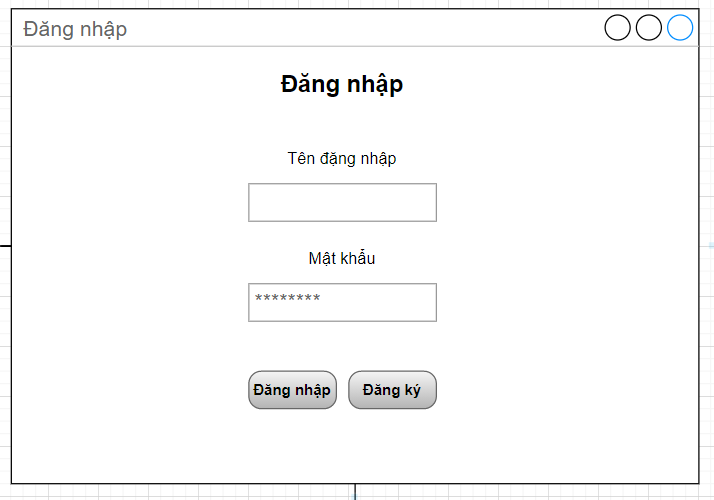 Đăng nhập
Đăng nhập
Tên đặng nhập
Mật khẩu
********
Đăng nhập Đăng ký